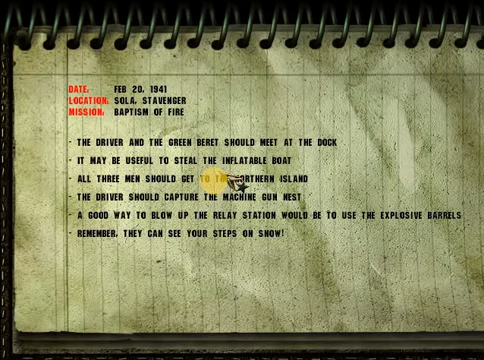 DATE: FEB 20, 1941
LOCATION: SOLA, STAVENGER
MISSION: BAPTISM OF FIRE
- THE DRIVER AND THE GREEN BERET SHOULD MEET AT THE DOCK
- IT MAY BE USEFUL TO STEAL THE INFLATABLE BOAT
- ALL THREE MEN SHOULD GET TO THE NORTHERN ISLAND
- THE DRIVER SHOULD CAPTURE THE MACHINE GUN NEST
- A GOOD WAY TO BLOW UP THE RELAY STATION WOULD BE TO USE THE EXPLOSIVE BARRELS
- REMEMBER, THEY CAN SEE YOUR STEPS ON SNOW!